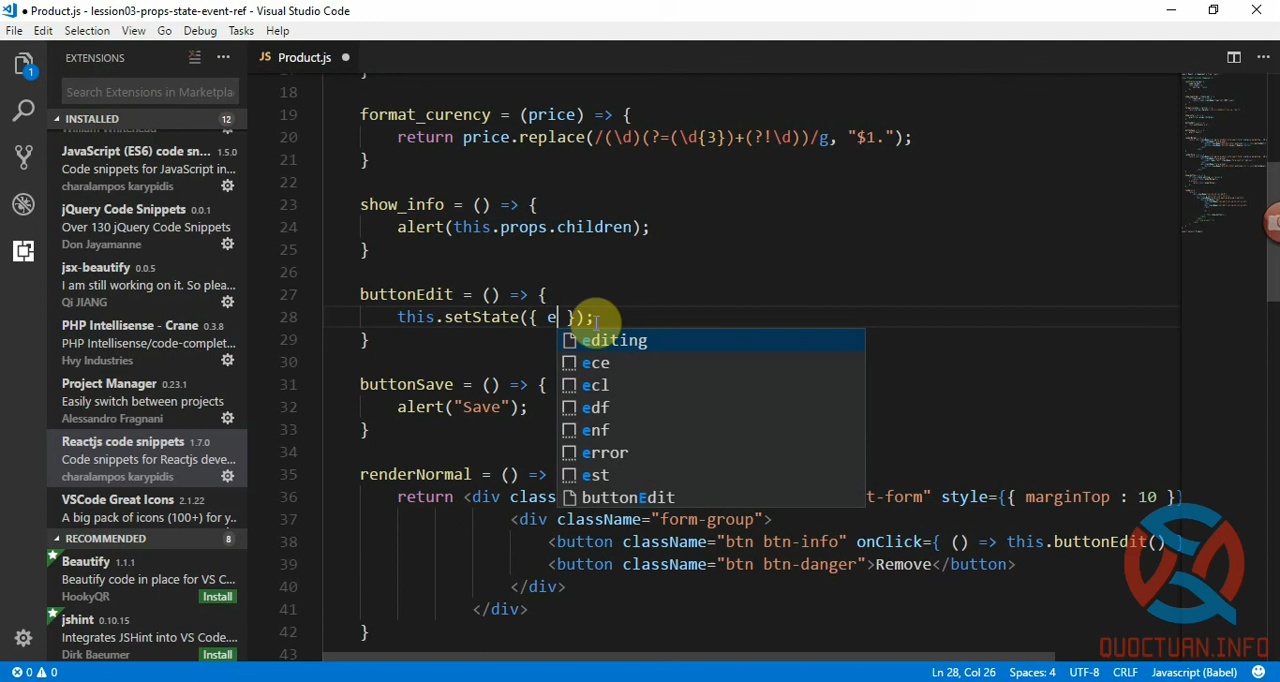 ● Product.js - lession03-props-state-event-ref - Visual Studio Code
File Edit Selection View Go Debug Tasks Help
EXTENSIONS
Search Extensions in Marketpla
INSTALLED 12
JavaScript (ES6) code sn... 1.5.0
Code snippets for JavaScript in...
charalampos karypidis
jQuery Code Snippets 0.0.1
Over 130 jQuery Code Snippets
Don Jayamanne
jsx-beautify 0.0.5
I am still working on it. So plea...
Qi JIANG
PHP Intellisense - Crane 0.3.8
PHP Intellisense/code-complet...
Hvy Industries
Project Manager 0.23.1
Easily switch between projects
Alessandro Fragnani
Reactjs code snippets 1.7.0
Code snippets for Reactjs deve...
charalampos karypidis
VSCode Great Icons 2.1.22
A big pack of icons (100+) for y...
RECOMMENDED 8
Beautify 1.1.1
Beautify code in place for VS C...
HookyQR Install
jshint 0.10.15
Integrates JSHint into VS Code....
Dirk Baeumer Install
1
JS Product.js ●
18
19 format_curency = (price) => {
20 return price.replace(/(\d)(?=(\d{3})+(?!\d))/g, "$1.");
21 }
22
23 show_info = () => {
24 alert(this.props.children);
25 }
26
27 buttonEdit = () => {
28 this.setState({ e });
29 }
30
31 buttonSave = () => {
32 alert("Save");
33 }
34
35 renderNormal = () =>
36 return <div class t-form" style={{ marginTop : 10 }}
37 <div className="form-group">
38 <button className="btn btn-info" onClick={ () => this.buttonEdit() }
39 <button className="btn btn-danger">Remove</button>
40 </div>
41 </div>
42 }
43
editing
ece
ecl
edf
enf
error
est
buttonEdit
QUOCTUAN.INFO
0 0 Ln 28, Col 26 Spaces: 4 UTF-8 CRLF Javascript (Babel)